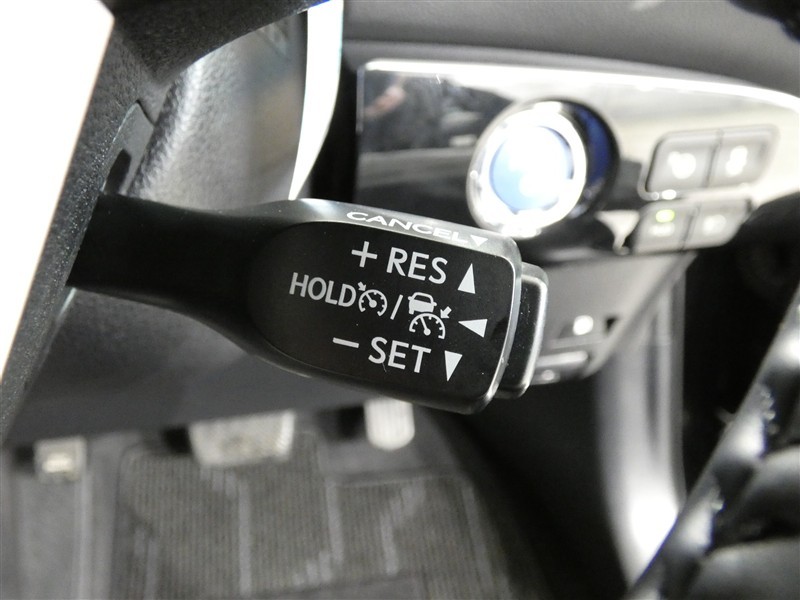 CANCEL▼
+ RES ▲
HOLD / ◀
− SET ▼